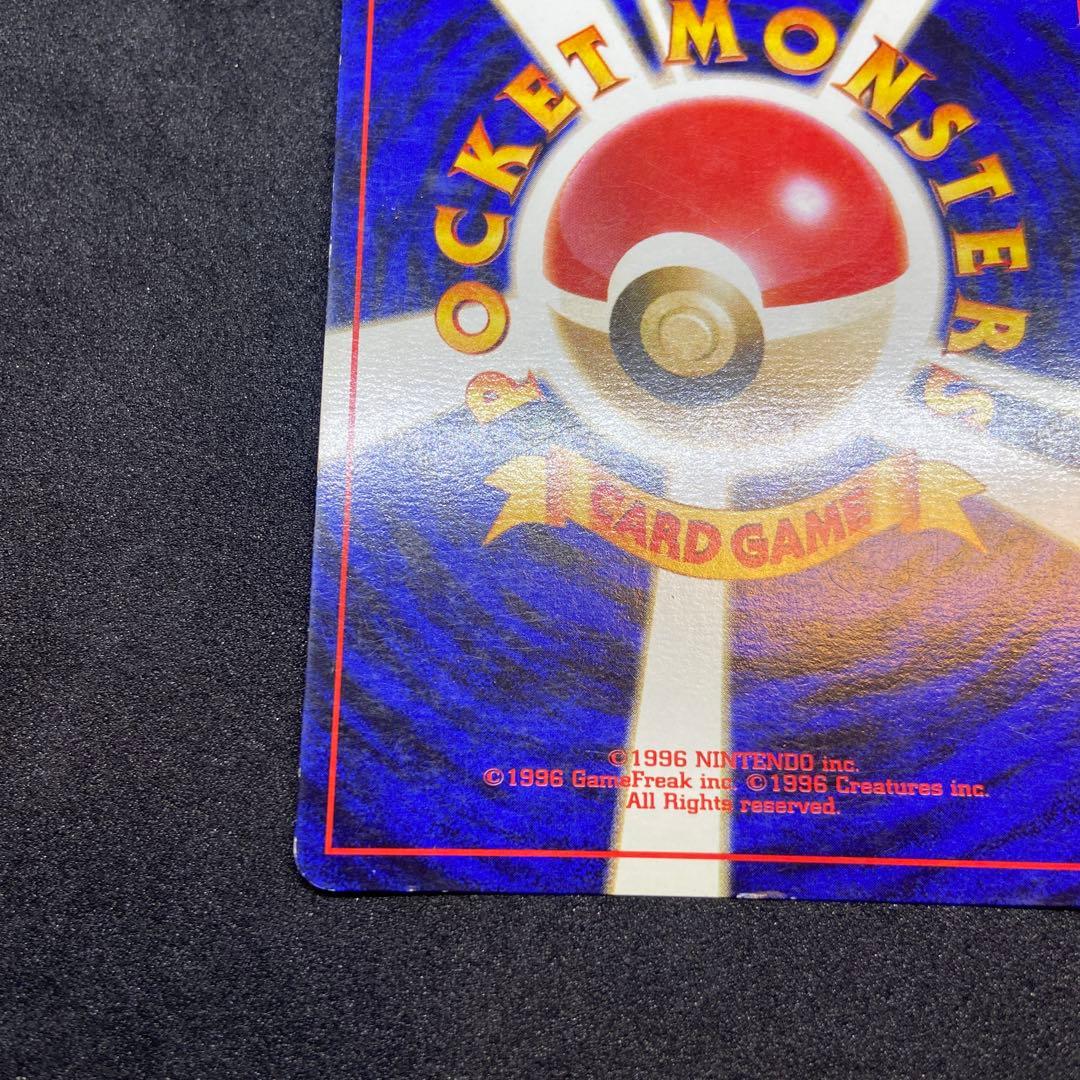 POCKET MONSTERS
CARD GAME
©1996 NINTENDO inc.
©1996 GameFreak inc. ©1996 Creatures inc.
All Rights reserved.